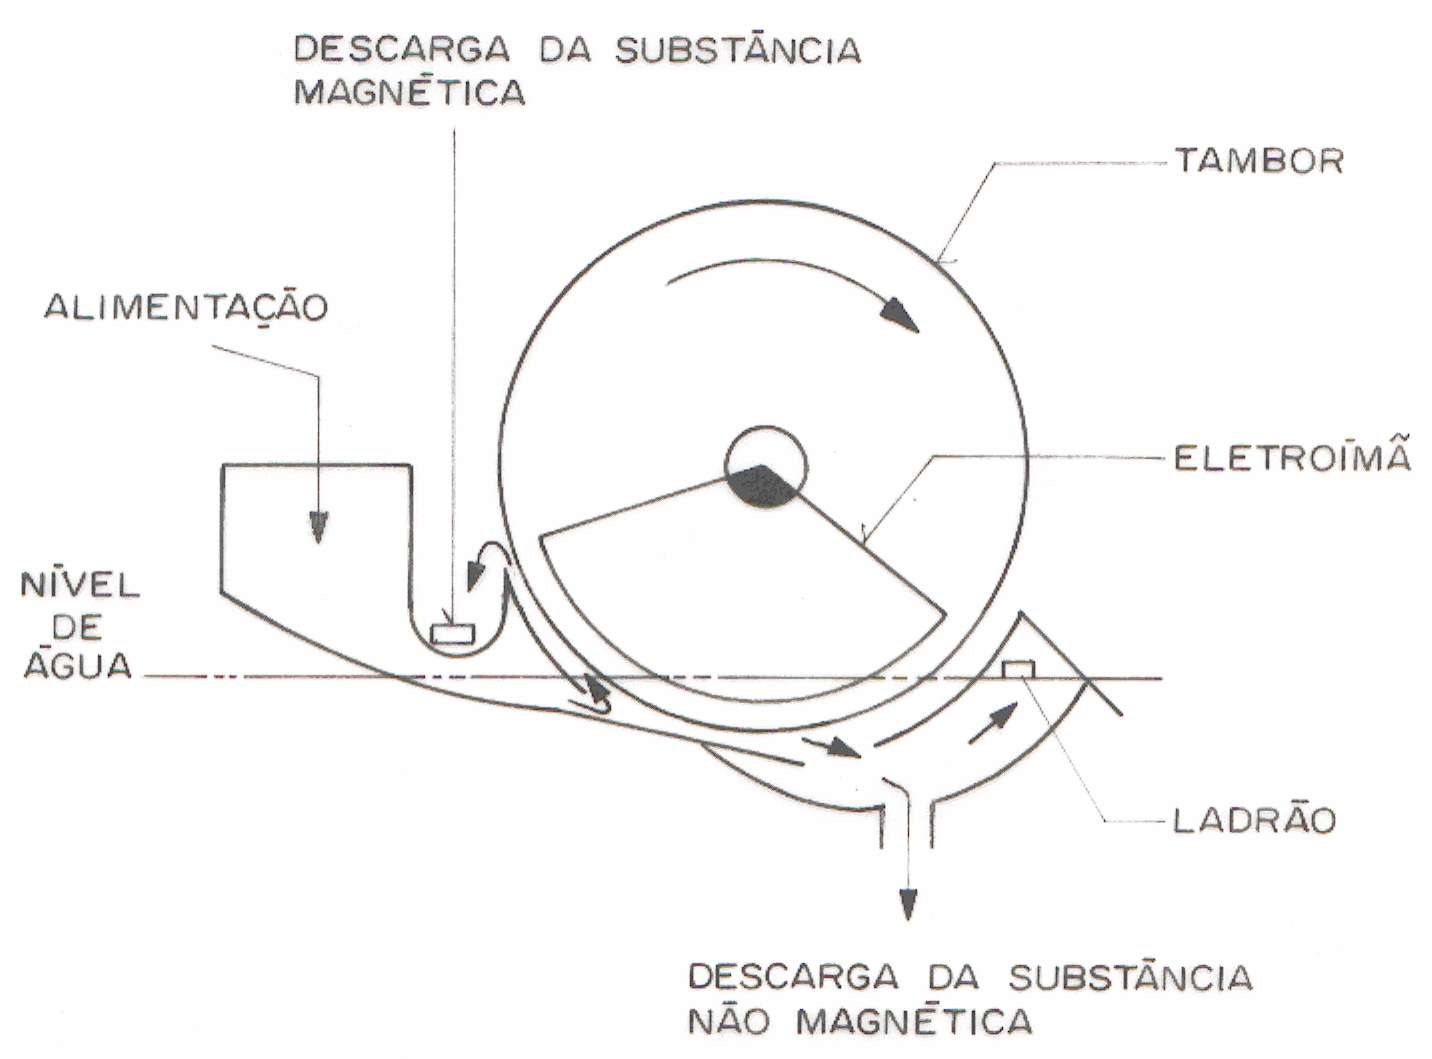 DESCARGA DA SUBSTÂNCIA
MAGNÉTICA
TAMBOR
ALIMENTAÇÃO
ELETROÍMÃ
NÍVEL
DE
ÁGUA
LADRÃO
DESCARGA DA SUBSTÂNCIA
NÃO MAGNÉTICA